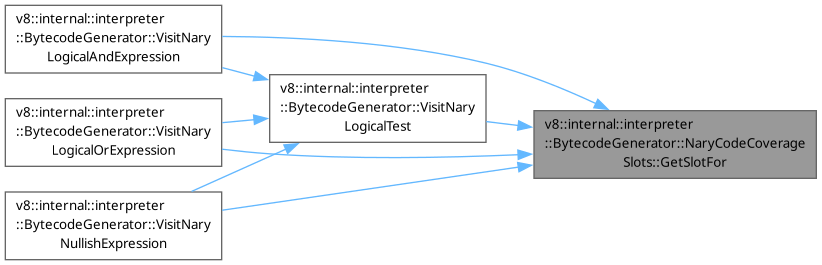 v8::internal::interpreter
::BytecodeGenerator::VisitNary
LogicalAndExpression
v8::internal::interpreter
::BytecodeGenerator::VisitNary
LogicalOrExpression
v8::internal::interpreter
::BytecodeGenerator::VisitNary
NullishExpression
v8::internal::interpreter
::BytecodeGenerator::VisitNary
LogicalTest
v8::internal::interpreter
::BytecodeGenerator::NaryCodeCoverage
Slots::GetSlotFor